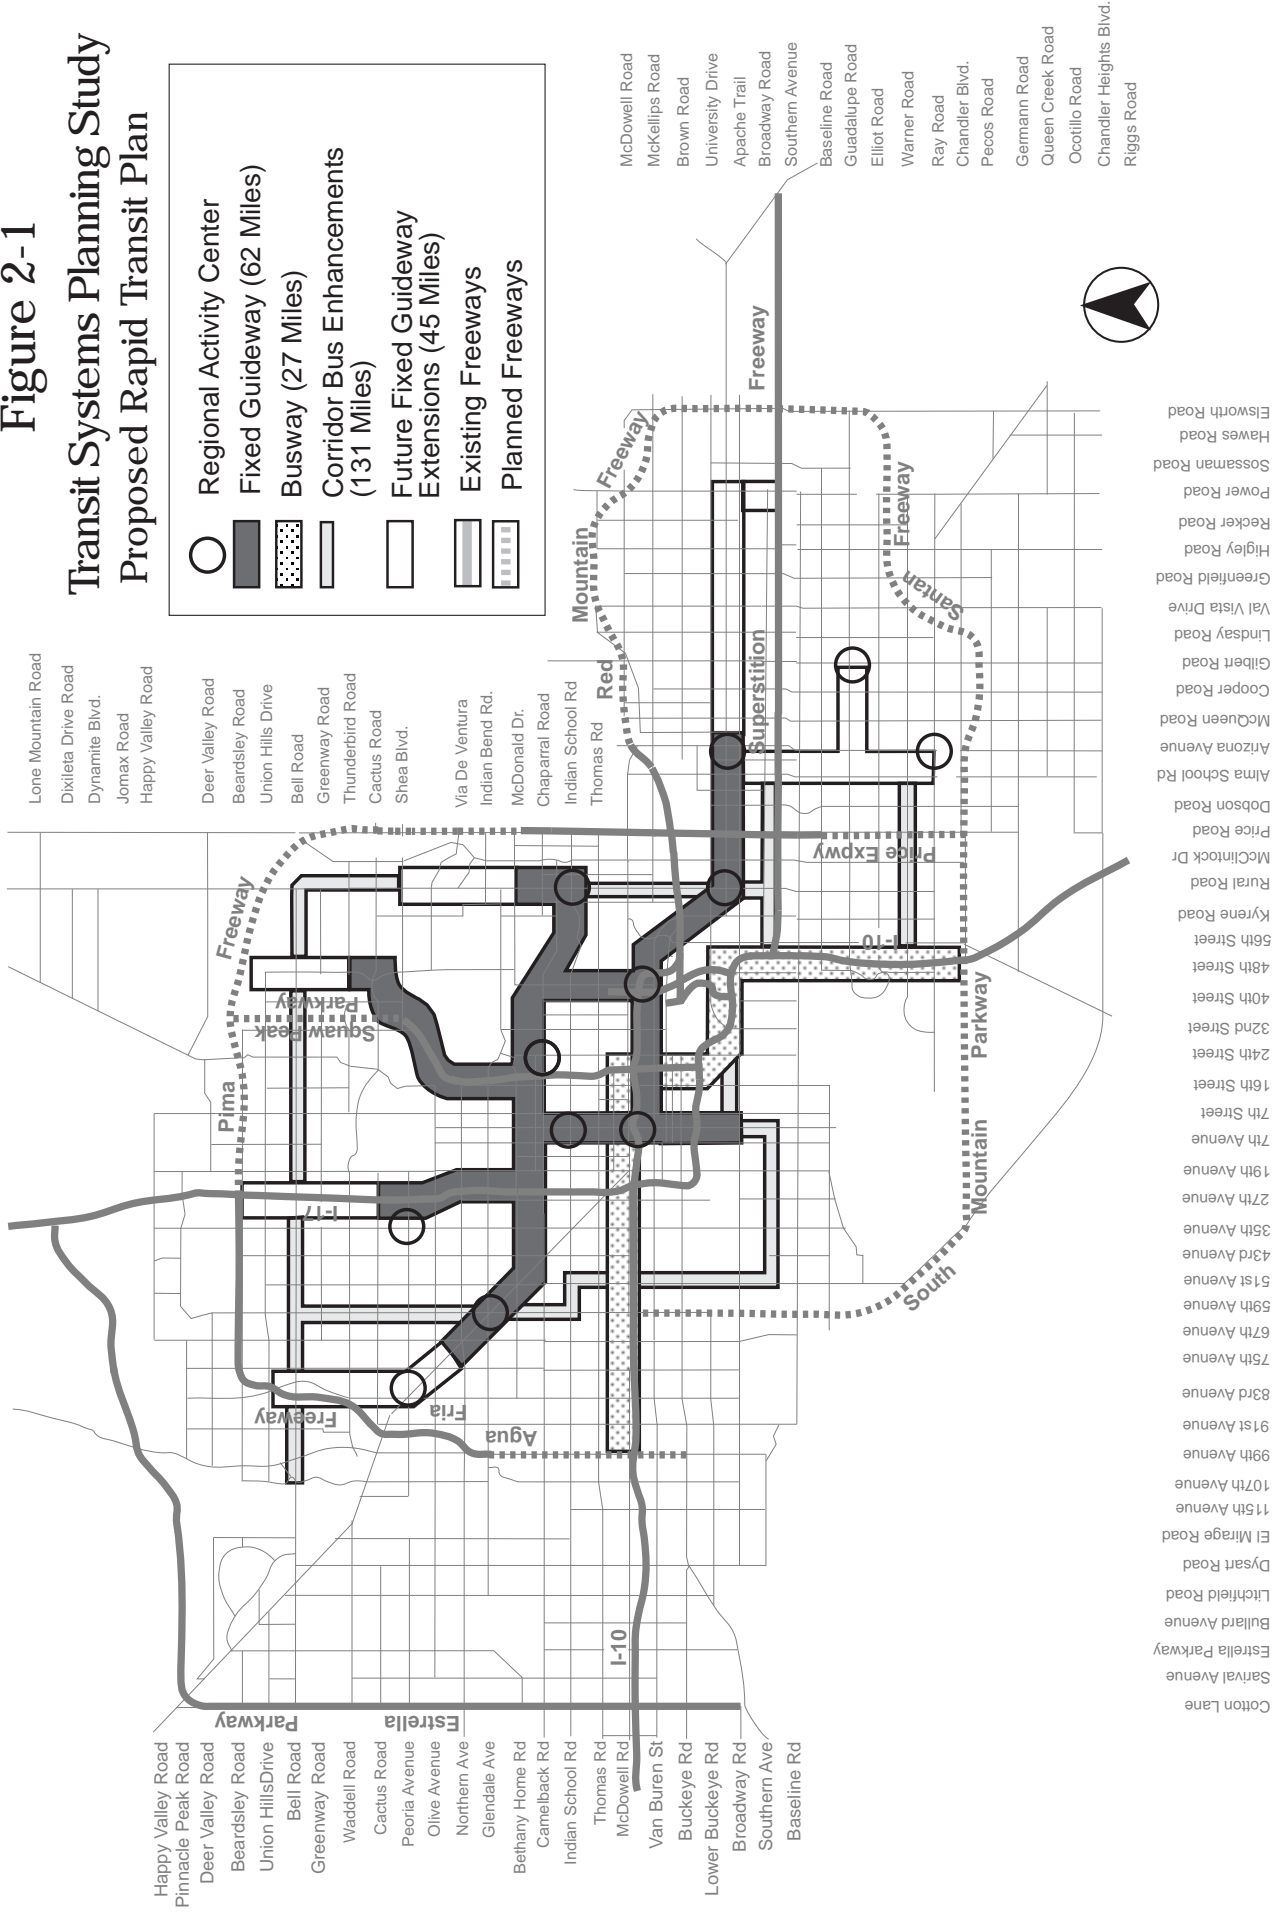 Figure 2-1
Transit Systems Planning Study
Proposed Rapid Transit Plan
Regional Activity Center
Fixed Guideway (62 Miles)
Busway (27 Miles)
Corridor Bus Enhancements
(131 Miles)
Future Fixed Guideway
Extensions (45 Miles)
Existing Freeways
Planned Freeways
Lone Mountain Road
Dixileta Drive Road
Dynamite Blvd.
Jomax Road
Happy Valley Road
Deer Valley Road
Beardsley Road
Union Hills Drive
Bell Road
Greenway Road
Thunderbird Road
Cactus Road
Shea Blvd.
Via De Ventura
Indian Bend Rd.
McDonald Dr.
Chaparral Road
Indian School Rd
Thomas Rd
McDowell Road
McKellips Road
Brown Road
University Drive
Apache Trail
Broadway Road
Southern Avenue
Baseline Road
Guadalupe Road
Elliot Road
Warner Road
Ray Road
Chandler Blvd.
Pecos Road
Germann Road
Queen Creek Road
Ocotillo Road
Chandler Heights Blvd.
Riggs Road
Happy Valley Road
Pinnacle Peak Road
Deer Valley Road
Beardsley Road
Union HillsDrive
Bell Road
Greenway Road
Waddell Road
Cactus Road
Peoria Avenue
Olive Avenue
Northern Ave
Glendale Ave
Bethany Home Rd
Camelback Rd
Indian School Rd
Thomas Rd
McDowell Rd
Van Buren St
Buckeye Rd
Lower Buckeye Rd
Broadway Rd
Southern Ave
Baseline Rd
Cotton Lane
Sarival Avenue
Estrella Parkway
Bullard Avenue
Litchfield Road
Dysart Road
El Mirage Road
115th Avenue
107th Avenue
99th Avenue
91st Avenue
83rd Avenue
75th Avenue
67th Avenue
59th Avenue
51st Avenue
43rd Avenue
35th Avenue
27th Avenue
19th Avenue
7th Avenue
7th Street
16th Street
24th Street
32nd Street
40th Street
48th Street
56th Street
Kyrene Road
Rural Road
McClintock Dr
Price Road
Dobson Road
Alma School Rd
Arizona Avenue
McQueen Road
Cooper Road
Gilbert Road
Lindsay Road
Val Vista Drive
Greenfield Road
Higley Road
Recker Road
Power Road
Sossaman Road
Hawes Road
Elsworth Road
Estrella
Parkway
Agua
Fria
Freeway
I-17
Pima
Freeway
Squaw Peak
Parkway
I-10
I-10
Red
Mountain
Freeway
Superstition
Freeway
Price Expwy
Santan
Freeway
South
Mountain
Parkway